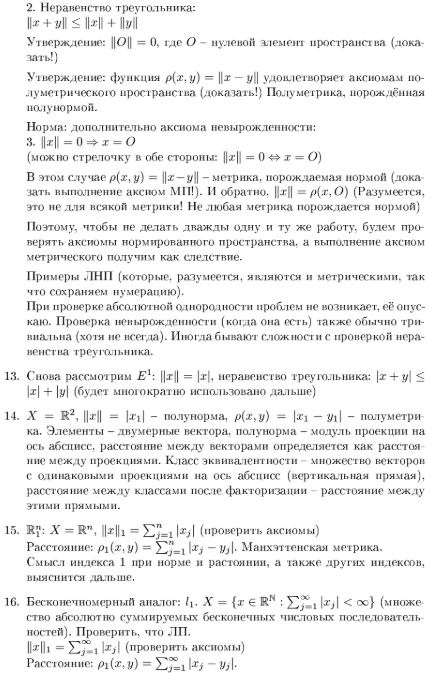 2. Неравенство треугольника:
‖x + y‖ ≤ ‖x‖ + ‖y‖
Утверждение: ‖O‖ = 0, где O – нулевой элемент пространства (дока-
зать!)
Утверждение: функция ρ(x, y) = ‖x − y‖ удовлетворяет аксиомам по-
луметрического пространства (доказать!) Полуметрика, порождённая
полунормой.
Норма: дополнительно аксиома невырожденности:
3. ‖x‖ = 0 ⇒ x = O
(можно стрелочку в обе стороны: ‖x‖ = 0 ⇔ x = O)
В этом случае ρ(x, y) = ‖x−y‖ – метрика, порождаемая нормой (дока-
зать выполнение аксиом МП!). И обратно, ‖x‖ = ρ(x, O) (Разумеется,
это не для всякой метрики! Не любая метрика порождается нормой)
Поэтому, чтобы не делать дважды одну и ту же работу, будем про-
верять аксиомы нормированного пространства, а выполнение аксиом
метрического получим как следствие.
Примеры ЛНП (которые, разумеется, являются и метрическими, так
что сохраняем нумерацию).
При проверке абсолютной однородности проблем не возникает, её опус-
каю. Проверка невырожденности (когда она есть) также обычно три-
виальна (хотя не всегда). Иногда бывают сложности с проверкой нера-
венства треугольника.
13. Снова рассмотрим E¹: ‖x‖ = |x|, неравенство треугольника: |x + y| ≤
|x| + |y| (будет многократно использовано дальше)
14. X = ℝ², ‖x‖ = |x₁| – полунорма, ρ(x, y) = |x₁ − y₁| – полуметри-
ка. Элементы – двумерные вектора, полунорма – модуль проекции на
ось абсцисс, расстояние между векторами определяется как расстоя-
ние между проекциями. Класс эквивалентности – множество векторов
с одинаковыми проекциями на ось абсцисс (вертикальная прямая),
расстояние между классами после факторизации – расстояние между
этими прямыми.
15. ℝ₁ⁿ: X = ℝⁿ, ‖x‖₁ = ∑ⱼ₌₁ⁿ |xⱼ| (проверить аксиомы)
Расстояние: ρ₁(x, y) = ∑ⱼ₌₁ⁿ |xⱼ − yⱼ|. Манхэттенская метрика.
Смысл индекса 1 при норме и растоянии, а также других индексов,
выяснится дальше.
16. Бесконечномерный аналог: l₁. X = {x ∈ ℝ^ℕ : ∑ⱼ₌₁^∞ |xⱼ| < ∞} (множе-
ство абсолютно суммируемых бесконечных числовых последователь-
ностей). Проверить, что ЛП.
‖x‖₁ = ∑ⱼ₌₁^∞ |xⱼ| (проверить аксиомы)
Расстояние: ρ₁(x, y) = ∑ⱼ₌₁^∞ |xⱼ − yⱼ|.